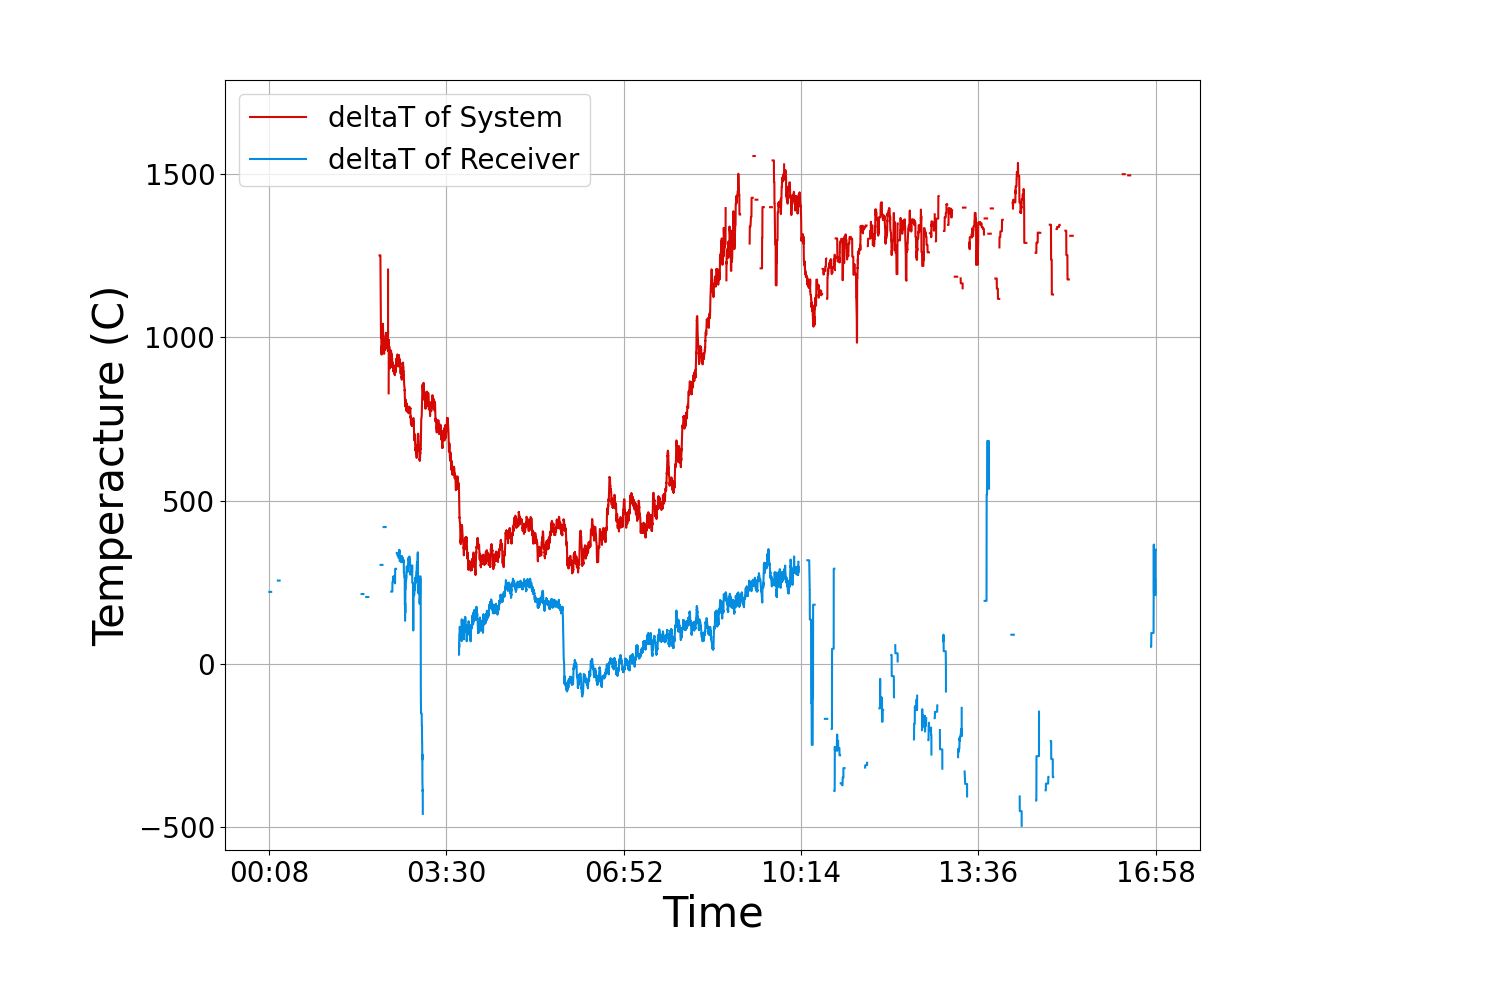 deltaT of System
deltaT of Receiver
1500
1000
500
0
−500
Temperacture (C)
00:08 03:30 06:52 10:14 13:36 16:58
Time